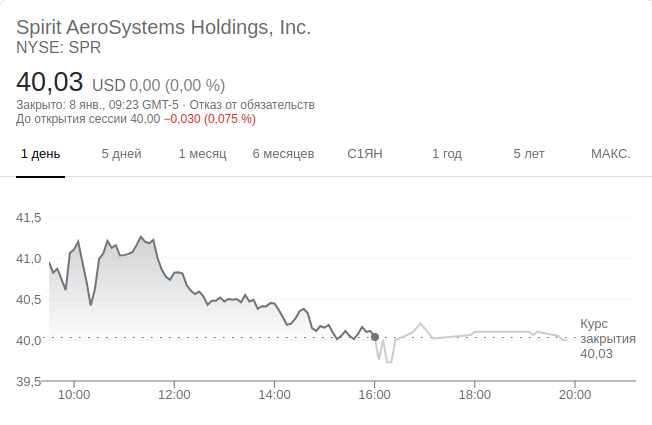 Spirit AeroSystems Holdings, Inc.
NYSE: SPR
40,03 USD 0,00 (0,00 %)
Закрыто: 8 янв., 09:23 GMT-5 · Отказ от обязательств
До открытия сессии 40,00 −0,030 (0,075 %)
1 день 5 дней 1 месяц 6 месяцев С1ЯН 1 год 5 лет МАКС.
41,5
41,0
40,5
40,0
39,5
Курс
закрытия
40,03
10:00 12:00 14:00 16:00 18:00 20:00